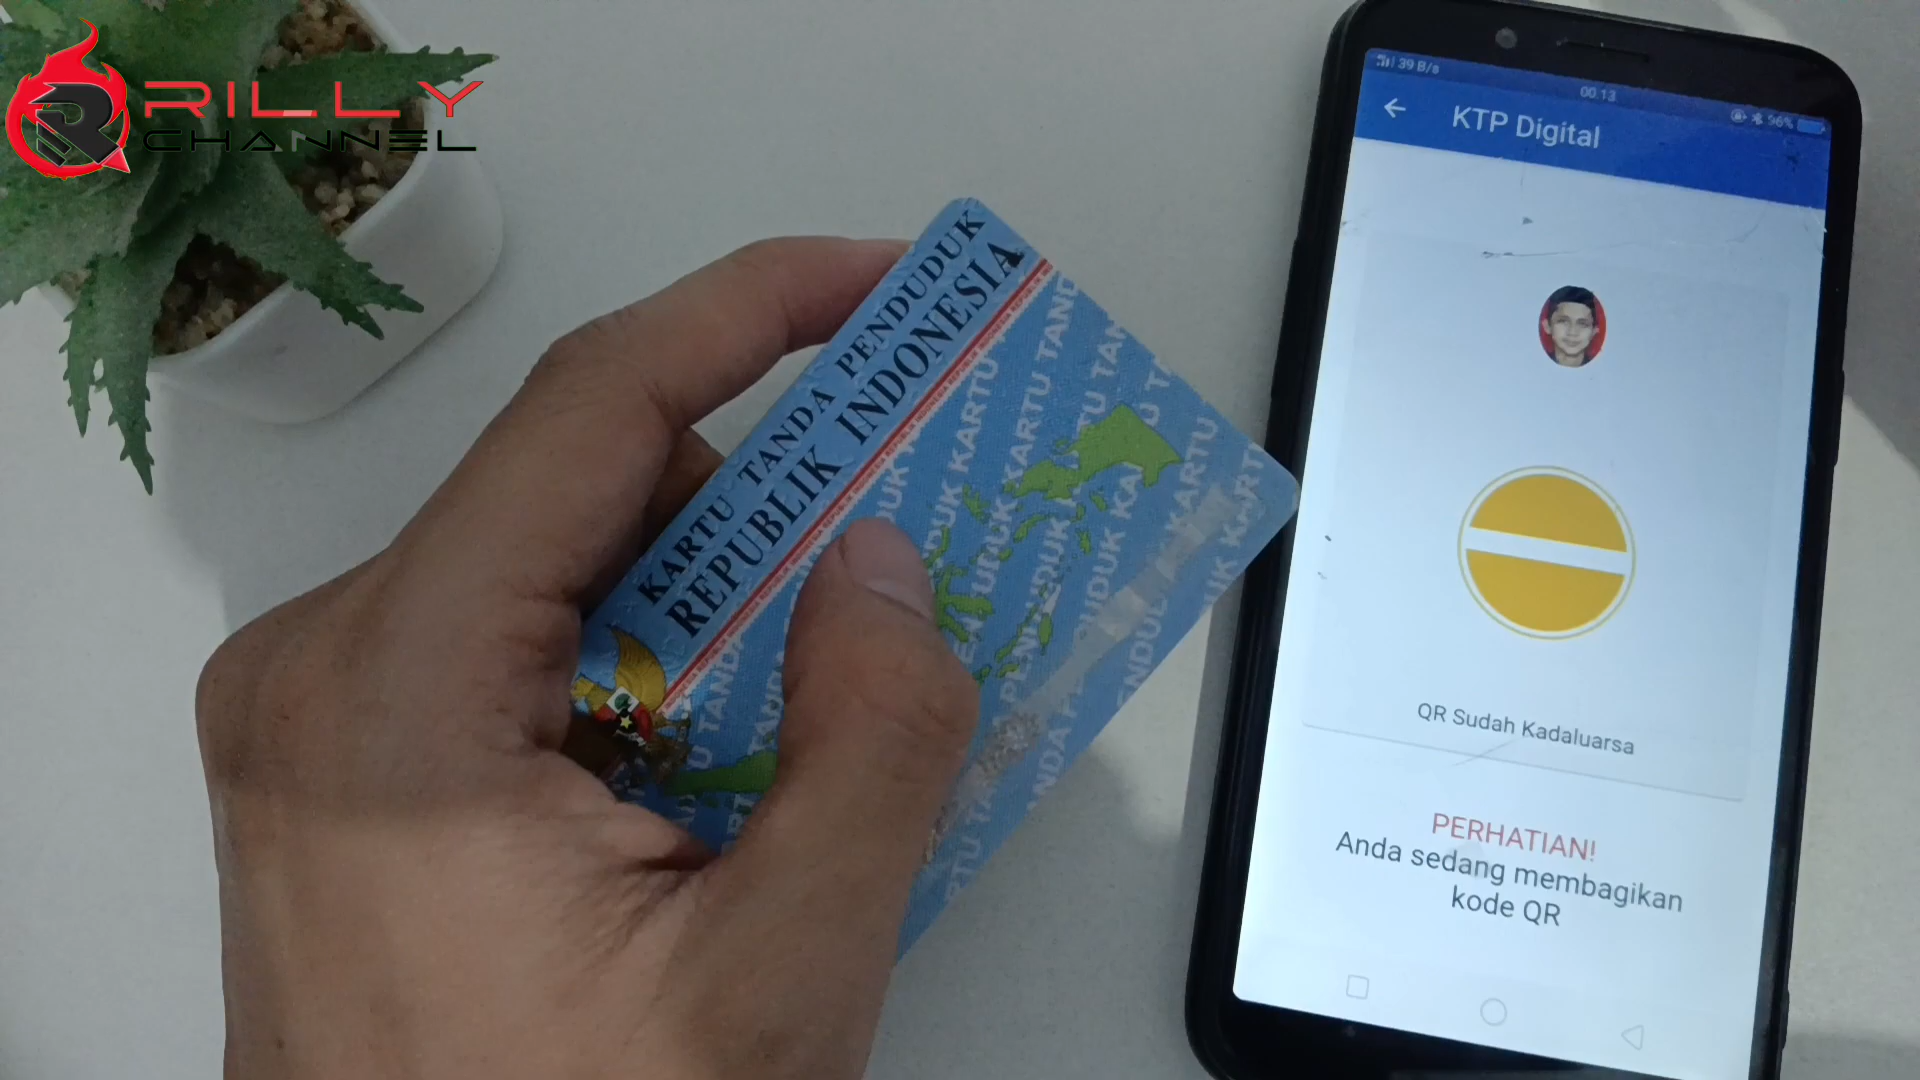 RILLY
CHANNEL
KARTU TANDA PENDUDUK
REPUBLIK INDONESIA
39 B/s
00.13
96%
KTP Digital
QR Sudah Kadaluarsa
PERHATIAN!
Anda sedang membagikan
kode QR